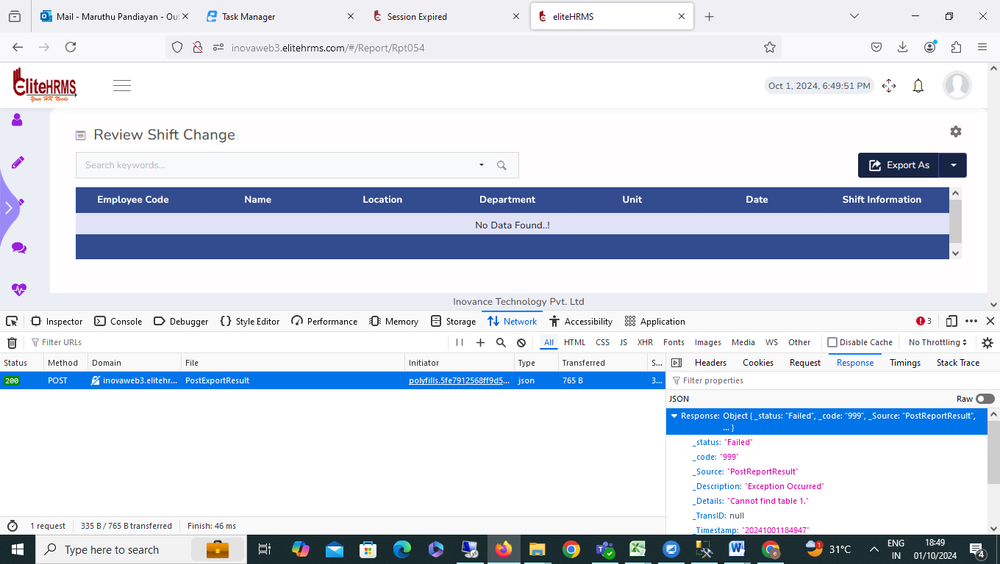 Mail - Maruthu Pandiayan - Out
Task Manager
Session Expired
eliteHRMS
inovaweb3.elitehrms.com/#/Report/Rpt054
EliteHRMS
Your HR Needs
Oct 1, 2024, 6:49:51 PM
Review Shift Change
Search keywords...
Export As
Employee Code Name Location Department Unit Date Shift Information
No Data Found..!
Inovance Technology Pvt. Ltd
Inspector Console Debugger Style Editor Performance Memory Storage Network Accessibility Application 3
Filter URLs
All HTML CSS JS XHR Fonts Images Media WS Other Disable Cache No Throttling
Status Method Domain File Initiator Type Transferred S...
Headers Cookies Request Response Timings Stack Trace
200 POST inovaweb3.elitehr... PostExportResult polyfills.5fe7912568ff9d5... json 765 B 3...
Filter properties
JSON Raw
Response: Object { _status: "Failed", _code: "999", _Source: "PostReportResult",
... }
_status: "Failed"
_code: "999"
_Source: "PostReportResult"
_Description: "Exception Occurred"
_Details: "Cannot find table 1."
_TransID: null
_Timestamp: "20241001184947"
1 request 335 B / 765 B transferred Finish: 46 ms
Type here to search
31°C
ENG
IN
18:49
01/10/2024
4